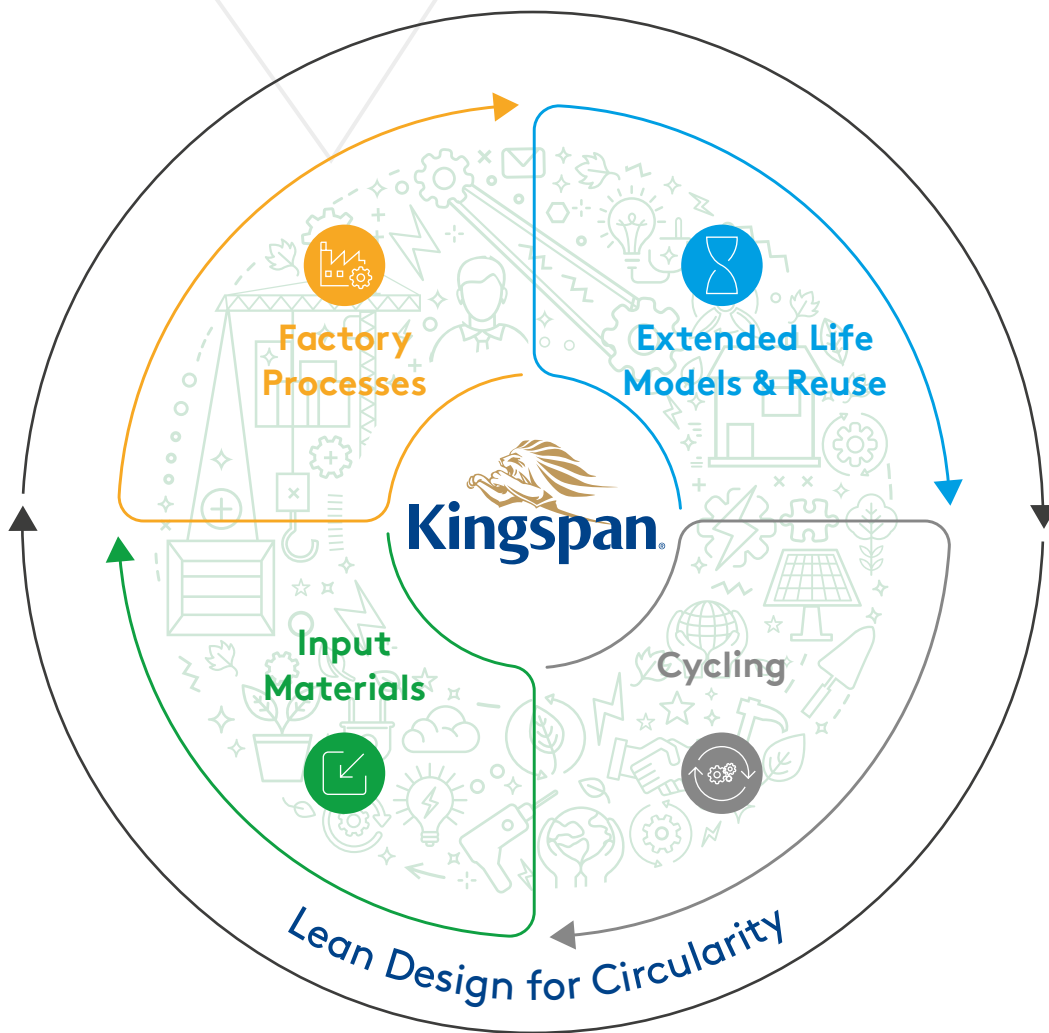 Factory
Processes
Extended Life
Models & Reuse
Kingspan®
Input
Materials
Cycling
Lean Design for Circularity